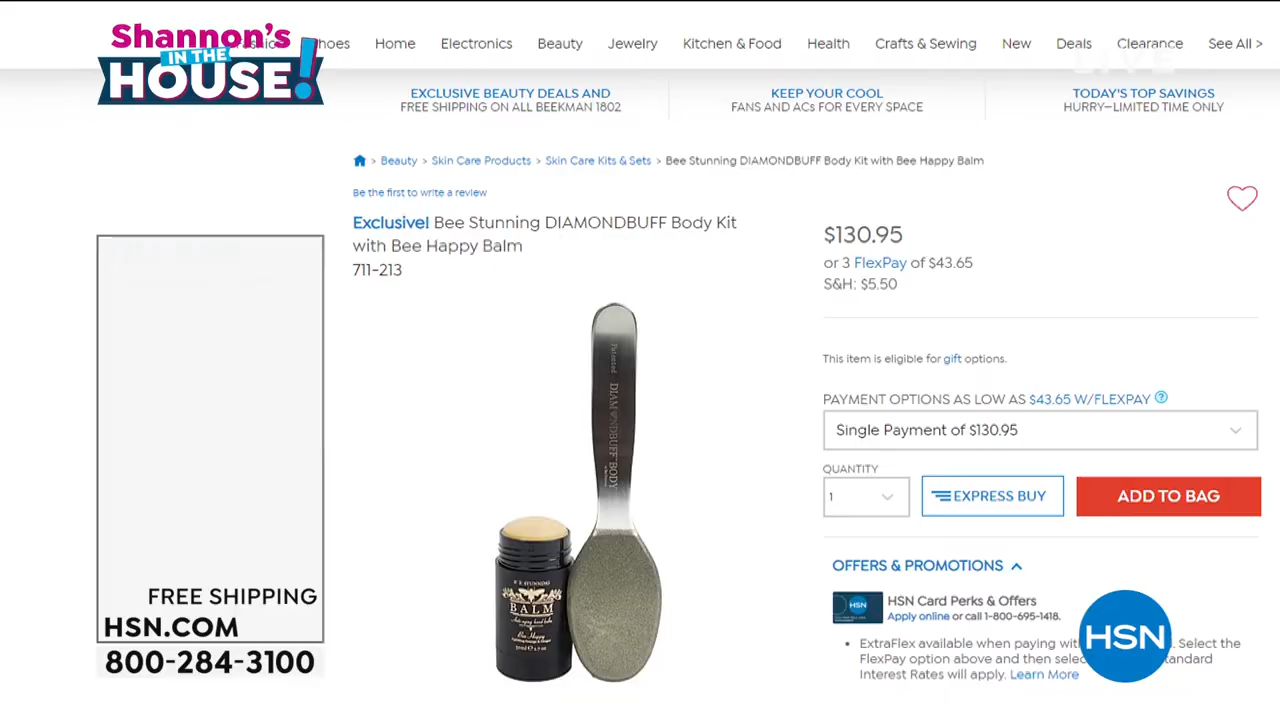 Shannon's
IN THE
HOUSE!
Shoes
Home
Electronics
Beauty
Jewelry
Kitchen & Food
Health
Crafts & Sewing
New
Deals
Clearance
See All >
LIVE
EXCLUSIVE BEAUTY DEALS AND
FREE SHIPPING ON ALL BEEKMAN 1802
KEEP YOUR COOL
FANS AND ACs FOR EVERY SPACE
TODAY'S TOP SAVINGS
HURRY—LIMITED TIME ONLY
> Beauty > Skin Care Products > Skin Care Kits & Sets > Bee Stunning DIAMONDBUFF Body Kit with Bee Happy Balm
Be the first to write a review
Exclusive! Bee Stunning DIAMONDBUFF Body Kit
with Bee Happy Balm
711-213
$130.95
or 3 FlexPay of $43.65
S&H: $5.50
This item is eligible for gift options.
PAYMENT OPTIONS AS LOW AS $43.65 W/FLEXPAY ?
Single Payment of $130.95
QUANTITY
1
EXPRESS BUY
ADD TO BAG
OFFERS & PROMOTIONS
HSN
HSN Card Perks & Offers
Apply online or call 1-800-695-1418.
• ExtraFlex available when paying with Select the
FlexPay option above and then select Standard
Interest Rates will apply. Learn More
HSN
Patented
DIAMONDBUFF BODY
BALM
Bee Happy
FREE SHIPPING
HSN.COM
800-284-3100